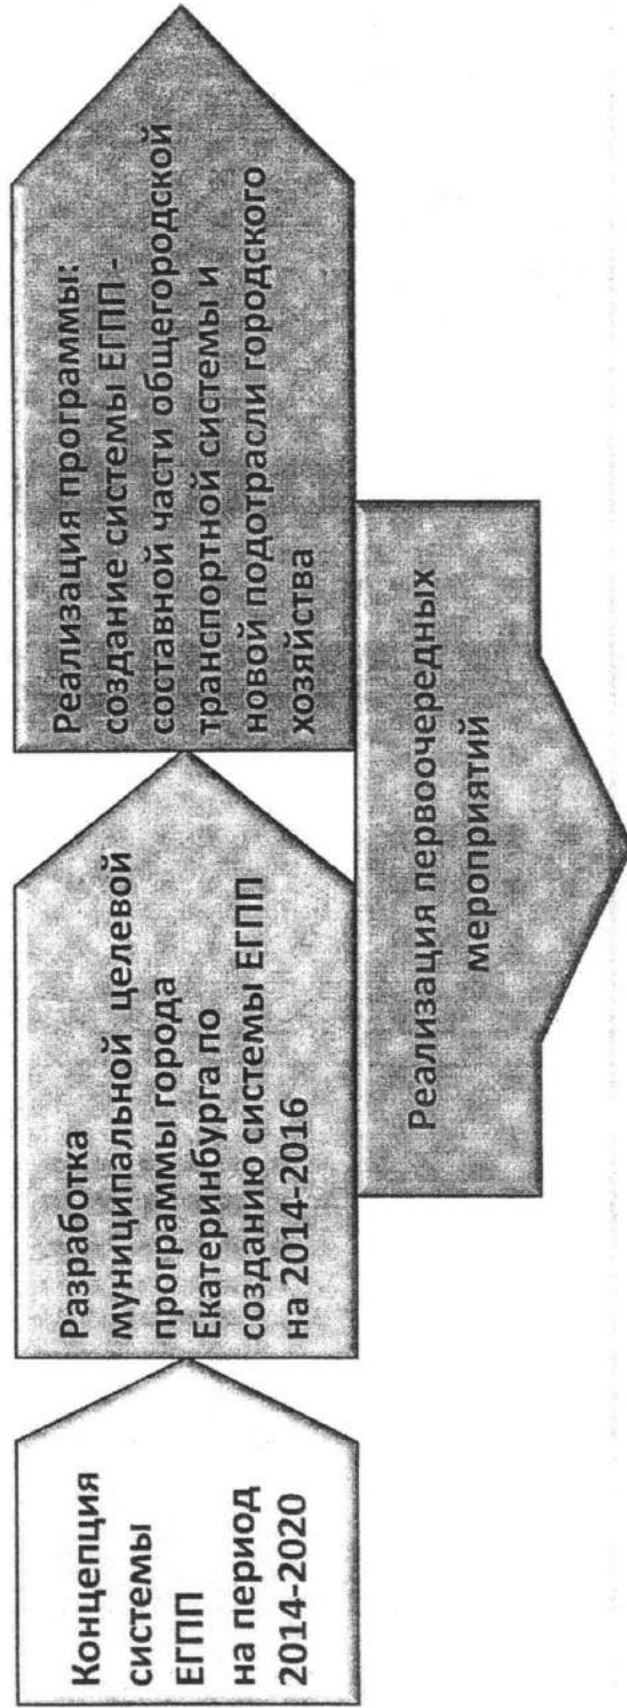 Концепция
системы
ЕГПП
на период
2014-2020
Разработка
муниципальной целевой
программы города
Екатеринбурга по
созданию системы ЕГПП
на 2014-2016
Реализация программы:
создание системы ЕГПП -
составной части общегородской
транспортной системы и
новой подотрасли городского
хозяйства
Реализация первоочередных
мероприятий